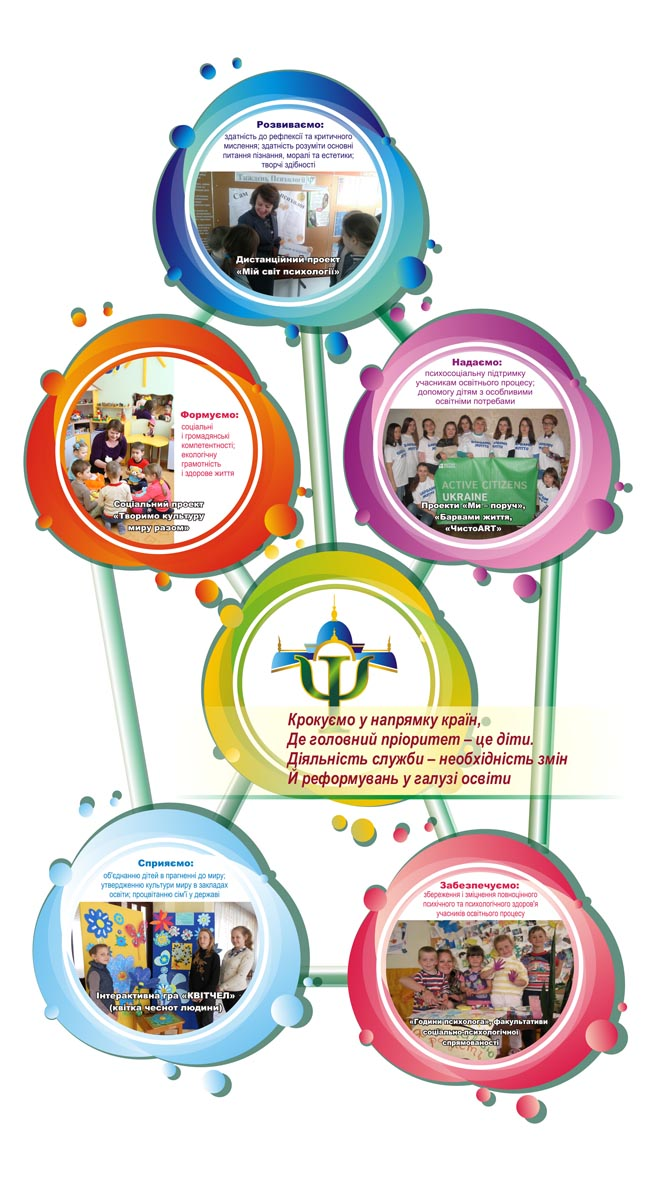 Розвиваємо:
здатність до рефлексії та критичного
мислення; здатність розуміти основні
питання пізнання, моралі та естетики;
творчі здібності
Тиждень Психології
Сам
Дистанційний проект
«Мій світ психології»
Формуємо:
соціальні
і громадянські
компетентності;
екологічну
грамотність
і здорове життя
Соціальний проект
«Творимо культуру
миру разом»
Надаємо:
психосоціальну підтримку
учасникам освітнього процесу;
допомогу дітям з особливими
освітніми потребами
ACTIVE CITIZENS
UKRAINE
Проекти «Ми – поруч»,
«Барвами життя,
«ЧистоART»
Крокуємо у напрямку країн,
Де головний пріоритет – це діти.
Діяльність служби – необхідність змін
Й реформувань у галузі освіти
Сприяємо:
об'єднанню дітей в прагненні до миру;
утвердженню культури миру в закладах
освіти; процвітанню сім'ї у державі
Інтерактивна гра «КВІТЧЕЛ»
(квітка чеснот людини)
Забезпечуємо:
збереження і зміцнення повноцінного
психічного та психологічного здоров'я
учасників освітнього процесу
«Години психолога», факультативи
соціально-психологічної
спрямованості